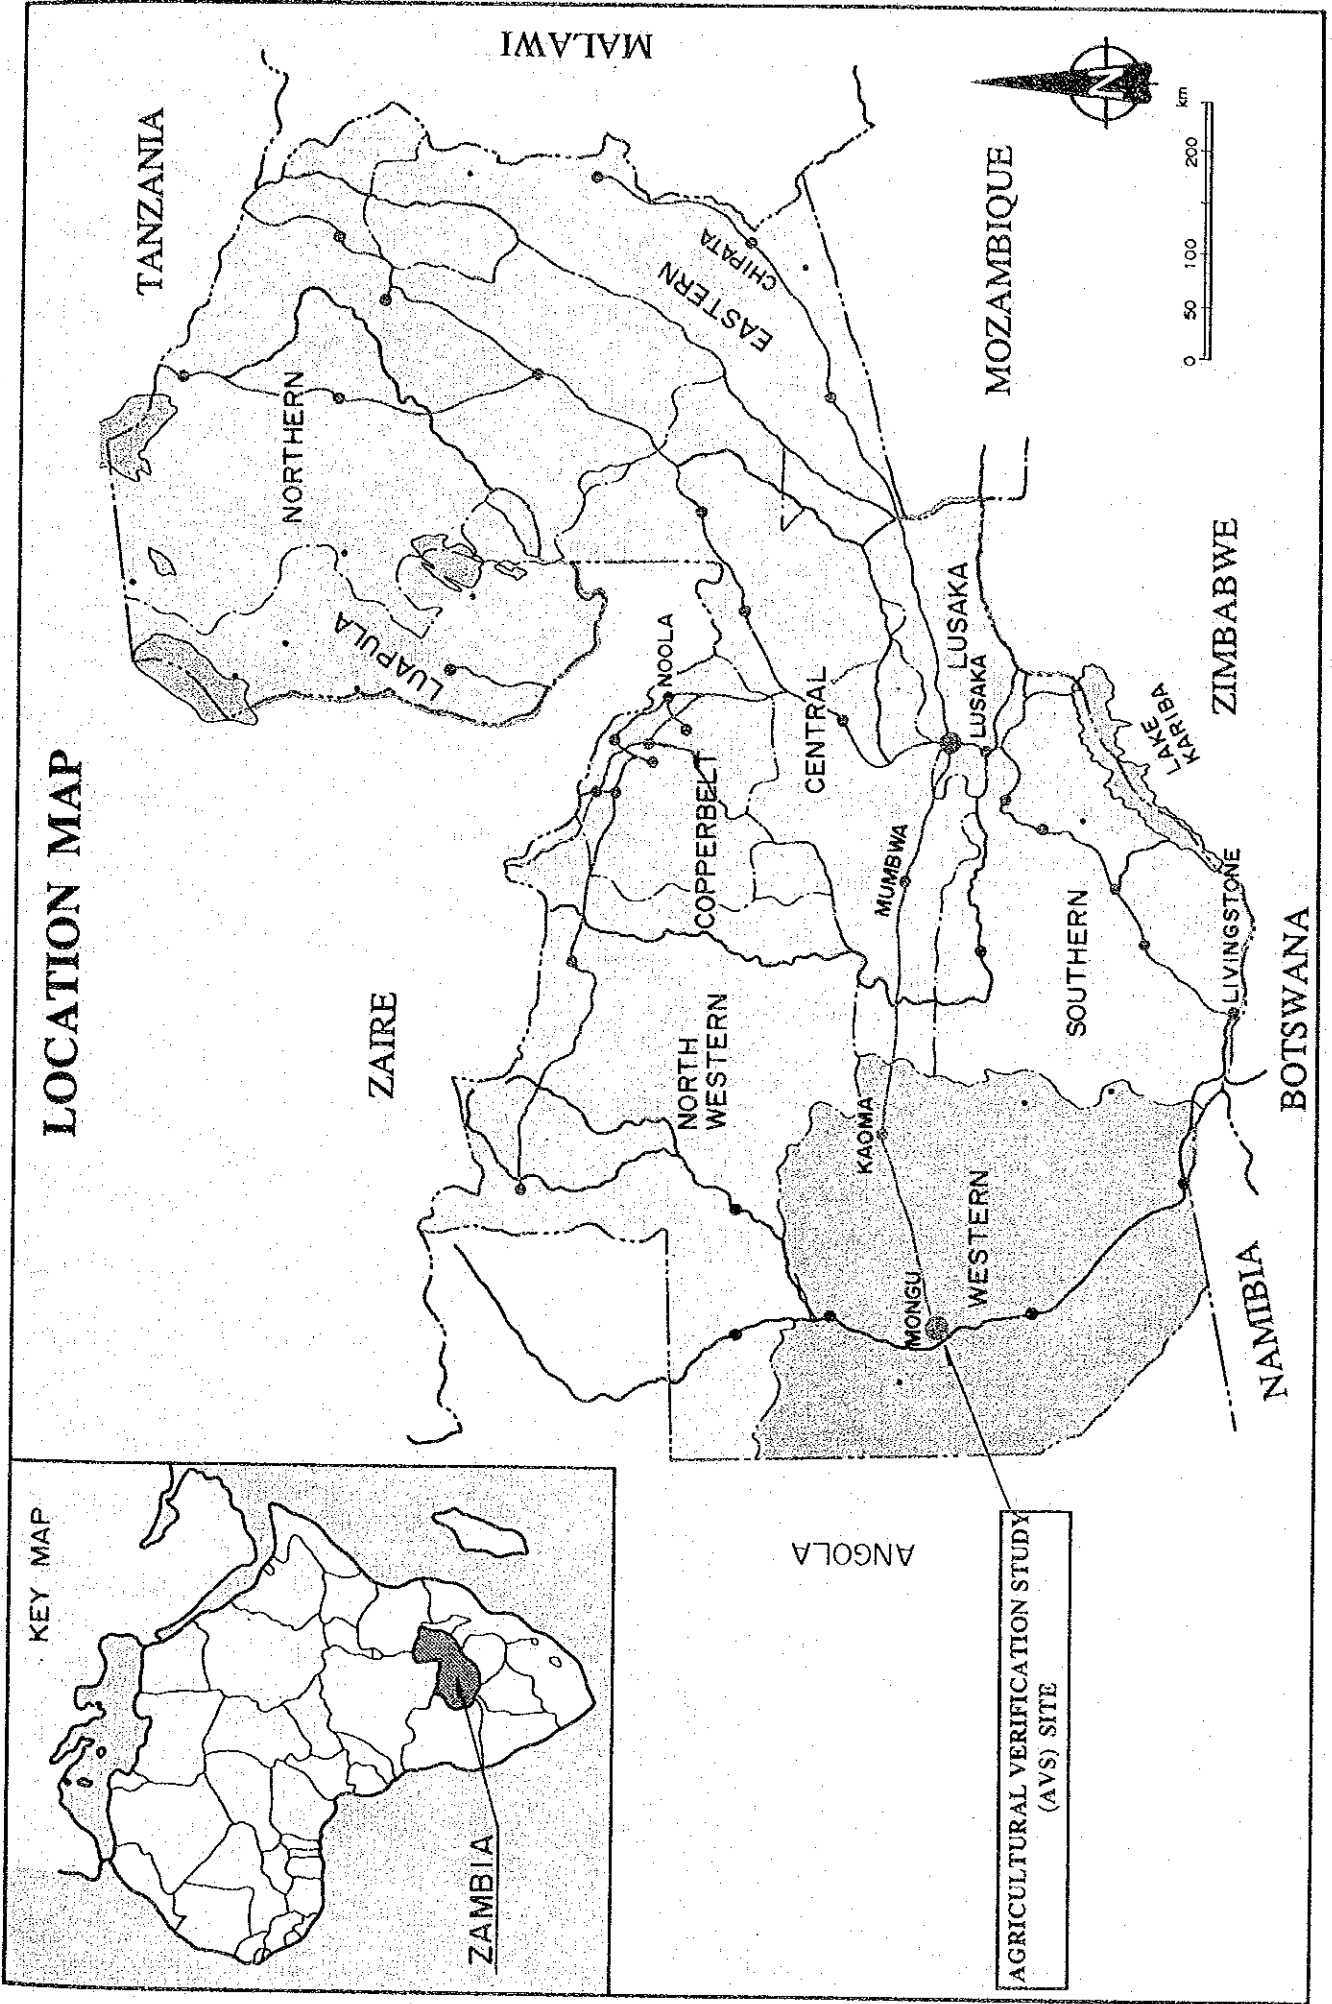 LOCATION MAP
KEY MAP
ZAMBIA
ZAIRE
TANZANIA
MALAWI
ANGOLA
NAMIBIA
BOTSWANA
ZIMBABWE
MOZAMBIQUE
NORTHERN
LUAPULA
EASTERN
CHIPATA
NOOLA
COPPERBELT
CENTRAL
NORTH
WESTERN
LUSAKA
LUSAKA
MUMBWA
KAOMA
MONGU
WESTERN
SOUTHERN
LIVINGSTONE
LAKE
KARIBA
AGRICULTURAL VERIFICATION STUDY
(AVS) SITE
N
0 50 100 200 km